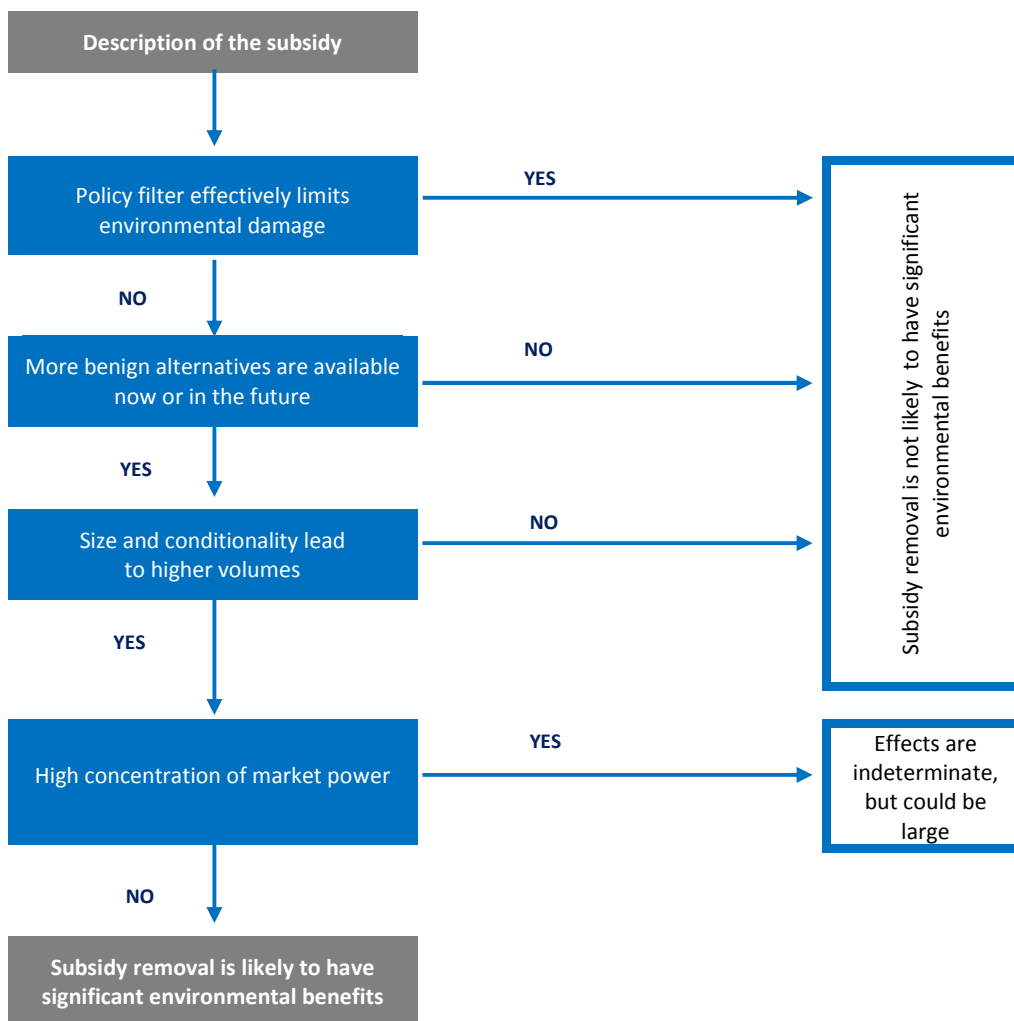 Description of the subsidy
Policy filter effectively limits
environmental damage
YES
NO
More benign alternatives are available
now or in the future
NO
YES
Size and conditionality lead
to higher volumes
NO
YES
Subsidy removal is not likely to have significant
environmental benefits
High concentration of market power
YES
Effects are
indeterminate,
but could be
large
NO
Subsidy removal is likely to have
significant environmental benefits